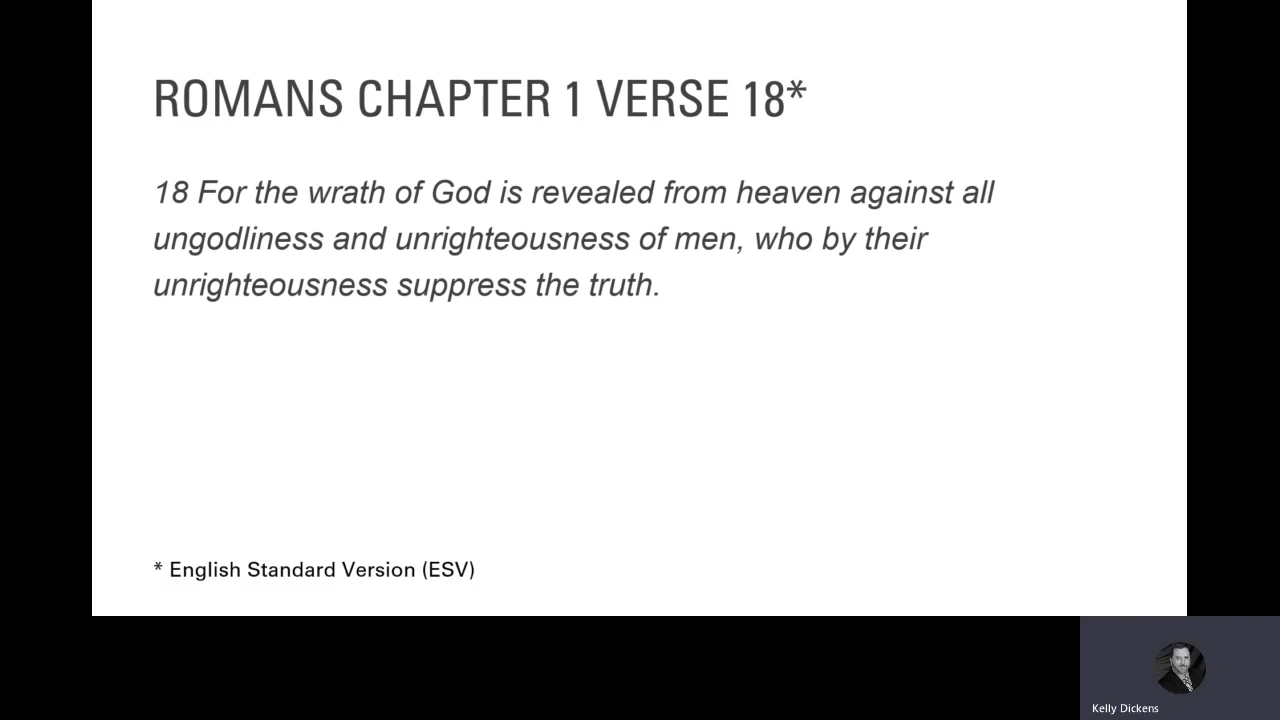 ROMANS CHAPTER 1 VERSE 18*
18 For the wrath of God is revealed from heaven against all
ungodliness and unrighteousness of men, who by their
unrighteousness suppress the truth.
* English Standard Version (ESV)
Kelly Dickens